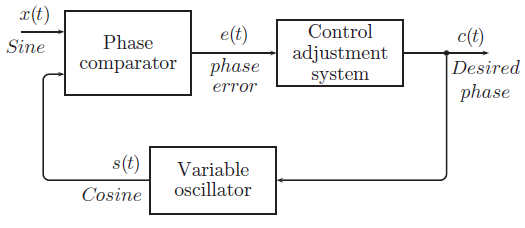 x(t)
Sine
Phase
comparator
e(t)
phase
error
Control
adjustment
system
c(t)
Desired
phase
s(t)
Cosine
Variable
oscillator